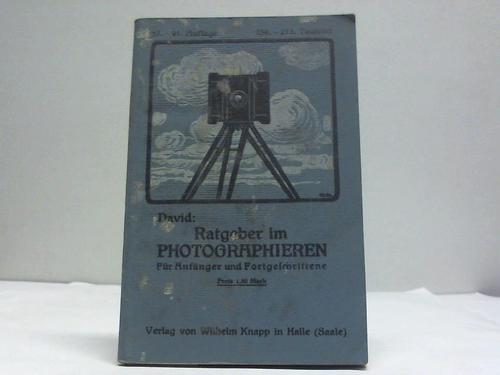 Auflage
David:
Ratgeber im
PHOTOGRAPHIEREN
Für Anfänger und Fortgeschrittene
Preis 1.80 Mark
Verlag von Wilhelm Knapp in Halle (Saale)